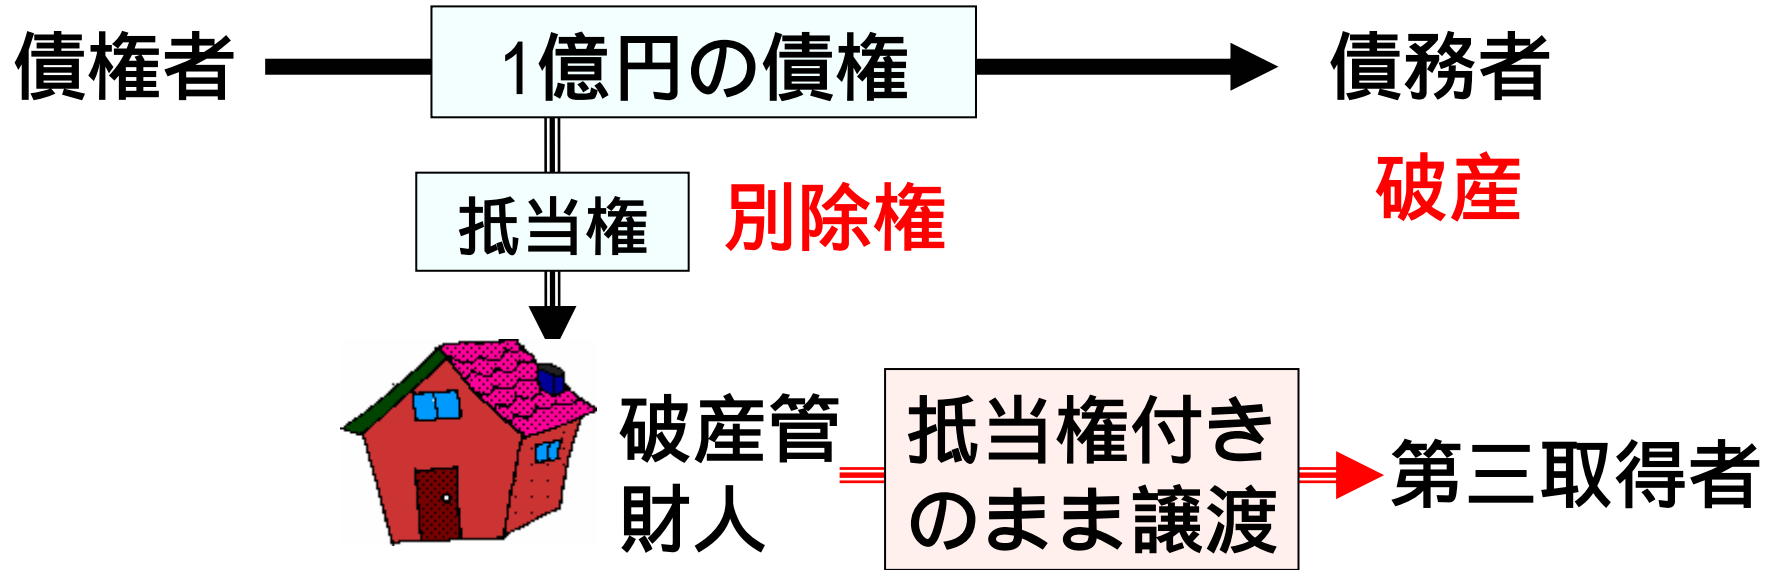 債権者
1億円の債権
債務者
破産
抵当権
別除権
破産管
財人
抵当権付き
のまま譲渡
第三取得者